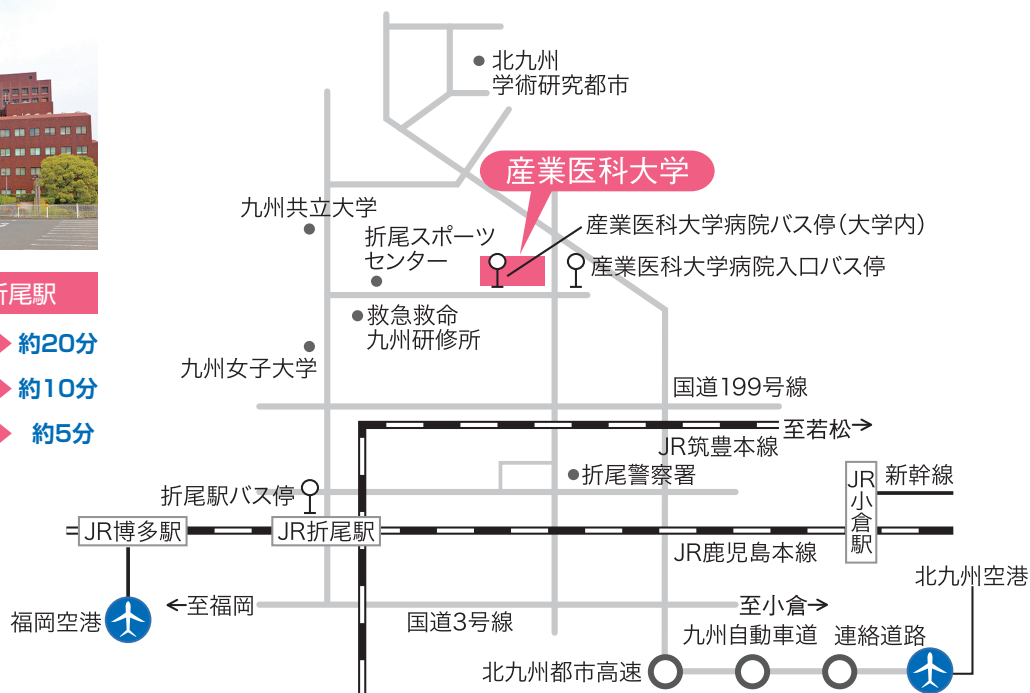 北九州
学術研究都市
産業医科大学
九州共立大学
折尾スポーツ
センター
産業医科大学病院バス停(大学内)
産業医科大学病院入口バス停
折尾駅
救急救命
九州研修所
約20分
九州女子大学
約10分
国道199号線
約5分
至若松→
JR筑豊本線
折尾警察署
新幹線
折尾駅バス停
JR小倉駅
JR博多駅
JR折尾駅
JR鹿児島本線
北九州空港
←至福岡
至小倉→
福岡空港
国道3号線
九州自動車道
連絡道路
北九州都市高速